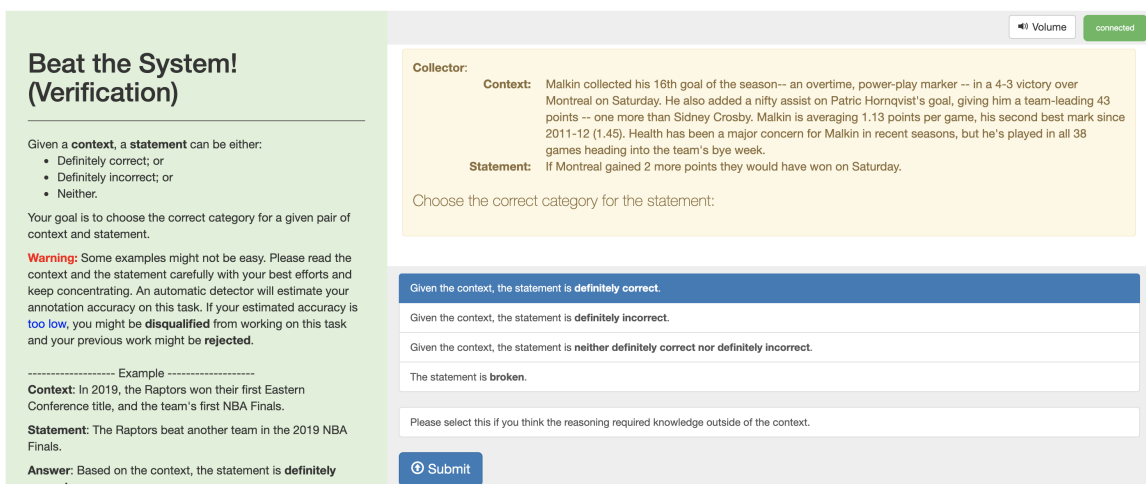 Volume
connected
Beat the System!
(Verification)
Given a context, a statement can be either:
• Definitely correct; or
• Definitely incorrect; or
• Neither.
Your goal is to choose the correct category for a given pair of
context and statement.
Warning: Some examples might not be easy. Please read the
context and the statement carefully with your best efforts and
keep concentrating. An automatic detector will estimate your
annotation accuracy on this task. If your estimated accuracy is
too low, you might be disqualified from working on this task
and your previous work might be rejected.
------------------- Example -------------------
Context: In 2019, the Raptors won their first Eastern
Conference title, and the team's first NBA Finals.
Statement: The Raptors beat another team in the 2019 NBA
Finals.
Answer: Based on the context, the statement is definitely
Collector:
Context: Malkin collected his 16th goal of the season-- an overtime, power-play marker -- in a 4-3 victory over
Montreal on Saturday. He also added a nifty assist on Patric Hornqvist's goal, giving him a team-leading 43
points -- one more than Sidney Crosby. Malkin is averaging 1.13 points per game, his second best mark since
2011-12 (1.45). Health has been a major concern for Malkin in recent seasons, but he's played in all 38
games heading into the team's bye week.
Statement: If Montreal gained 2 more points they would have won on Saturday.
Choose the correct category for the statement:
Given the context, the statement is definitely correct.
Given the context, the statement is definitely incorrect.
Given the context, the statement is neither definitely correct nor definitely incorrect.
The statement is broken.
Please select this if you think the reasoning required knowledge outside of the context.
Submit